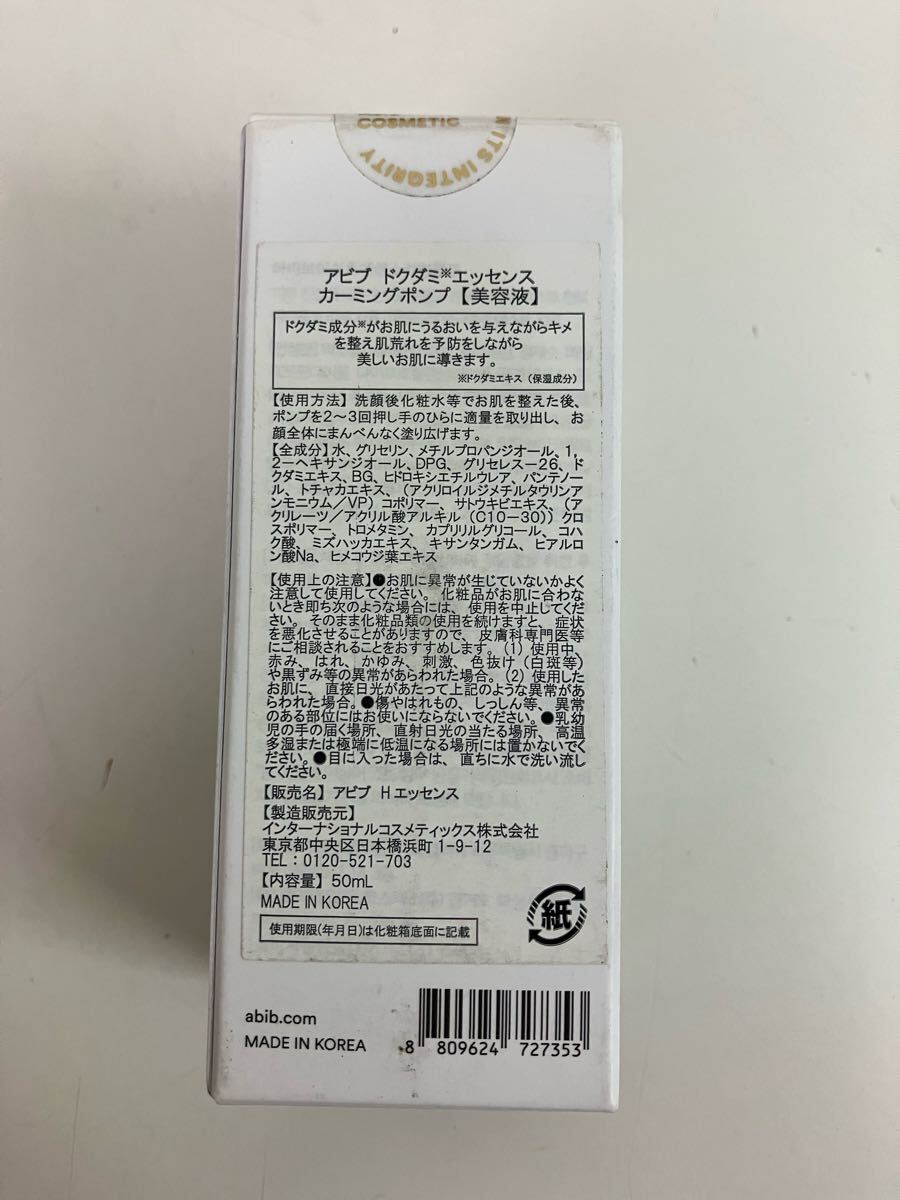 COSMETIC
N ITS INTEGRITY
アビブ ドクダミ※エッセンス
カーミングポンプ【美容液】
ドクダミ成分※がお肌にうるおいを与えながらキメ
を整え肌荒れを予防をしながら
美しいお肌に導きます。
※ドクダミエキス（保湿成分）
【使用方法】洗顔後化粧水等でお肌を整えた後、
ポンプを2〜3回押し手のひらに適量を取り出し、お
顔全体にまんべんなく塗り広げます。
【全成分】水、グリセリン、メチルプロパンジオール、1,
2－ヘキサンジオール、DPG、グリセレス－26、ド
クダミエキス、BG、ヒドロキシエチルウレア、パンテノー
ル、トチャカエキス、（アクリロイルジメチルタウリンア
ンモニウム／VP）コポリマー、サトウキビエキス、（ア
クリレーツ／アクリル酸アルキル（C10－30））クロ
スポリマー、トロメタミン、カプリリルグリコール、コハ
ク酸、ミズハッカエキス、キサンタンガム、ヒアルロ
ン酸Na、ヒメコウジ葉エキス
【使用上の注意】●お肌に異常が生じていないかよく
注意して使用してください。化粧品がお肌に合わな
いとき即ち次のような場合には、使用を中止してくだ
さい。そのまま化粧品類の使用を続けますと、症状
を悪化させることがありますので、皮膚科専門医等
にご相談されることをおすすめします。(1) 使用中、
赤み、はれ、かゆみ、刺激、色抜け（白斑等）
や黒ずみ等の異常があらわれた場合。(2) 使用した
お肌に、直接日光があたって上記のような異常があ
らわれた場合。●傷やはれもの、しっしん等、異常
のある部位にはお使いにならないでください。●乳幼
児の手の届く場所、直射日光の当たる場所、高温
多湿または極端に低温になる場所には置かないでく
ださい。●目に入った場合は、直ちに水で洗い流し
てください。
【販売名】アビブ Hエッセンス
【製造販売元】
インターナショナルコスメティックス株式会社
東京都中央区日本橋浜町 1-9-12
TEL：0120-521-703
【内容量】50mL
MADE IN KOREA
紙
使用期限(年月日)は化粧箱底面に記載
abib.com
MADE IN KOREA
8 809624 727353